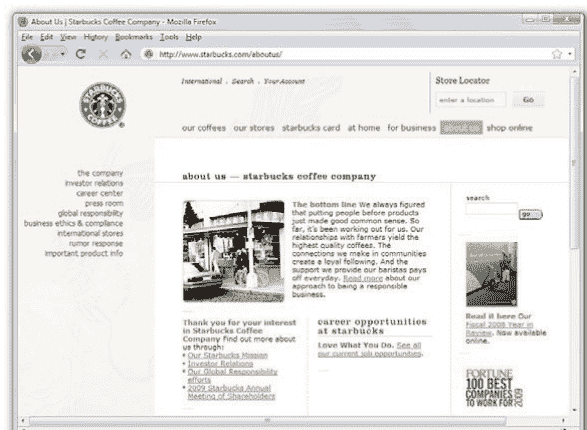 About Us | Starbucks Coffee Company - Mozilla Firefox
File Edit View History Bookmarks Tools Help
http://www.starbucks.com/aboutus/
International . Search . Your Account
Store Locator
enter a location Go
STARBUCKS
COFFEE
our coffees our stores starbucks card at home for business about us shop online
about us — starbucks coffee company
the company
investor relations
career center
press room
global responsibility
business ethics & compliance
international stores
rumor response
important product info
The bottom line We always figured
that putting people before products
just made good common sense. So
far, it's been working out for us. Our
relationships with farmers yield the
highest quality coffees. The
connections we make in communities
create a loyal following. And the
support we provide our baristas pays
off everyday. Read more about our
approach to being a responsible
business.
search
go
Thank you for your interest
in Starbucks Coffee
Company Find out more about
us through:
• Our Starbucks Mission
• Investor Relations
• Our Global Responsibility
efforts
• 2009 Starbucks Annual
Meeting of Shareholders
career opportunities
at starbucks
Love What You Do. See all
our current job opportunities.
Read it here Our
Fiscal 2008 Year in
Review. Now available
online.
FORTUNE
100 BEST
COMPANIES
TO WORK FOR
2009